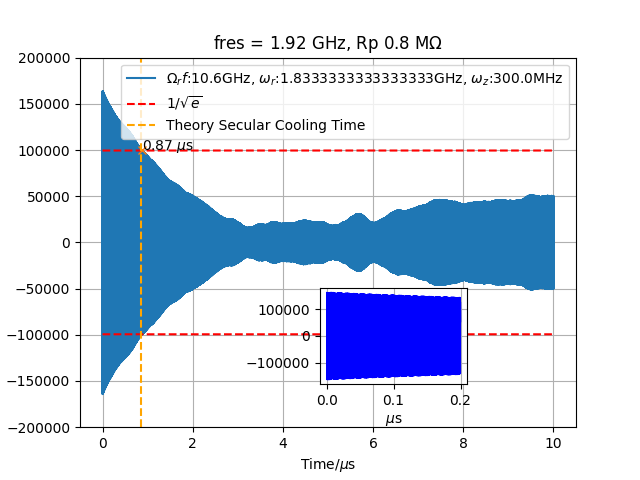 fres = 1.92 GHz, Rp 0.8 MΩ
200000
150000
100000
50000
0
−50000
−100000
−150000
−200000
Ω_rf:10.6GHz, ω_r:1.8333333333333333GHz, ω_z:300.0MHz
1/√e
Theory Secular Cooling Time
0.87 μs
100000
0
−100000
0.0 0.1 0.2
μs
0 2 4 6 8 10
Time/μs